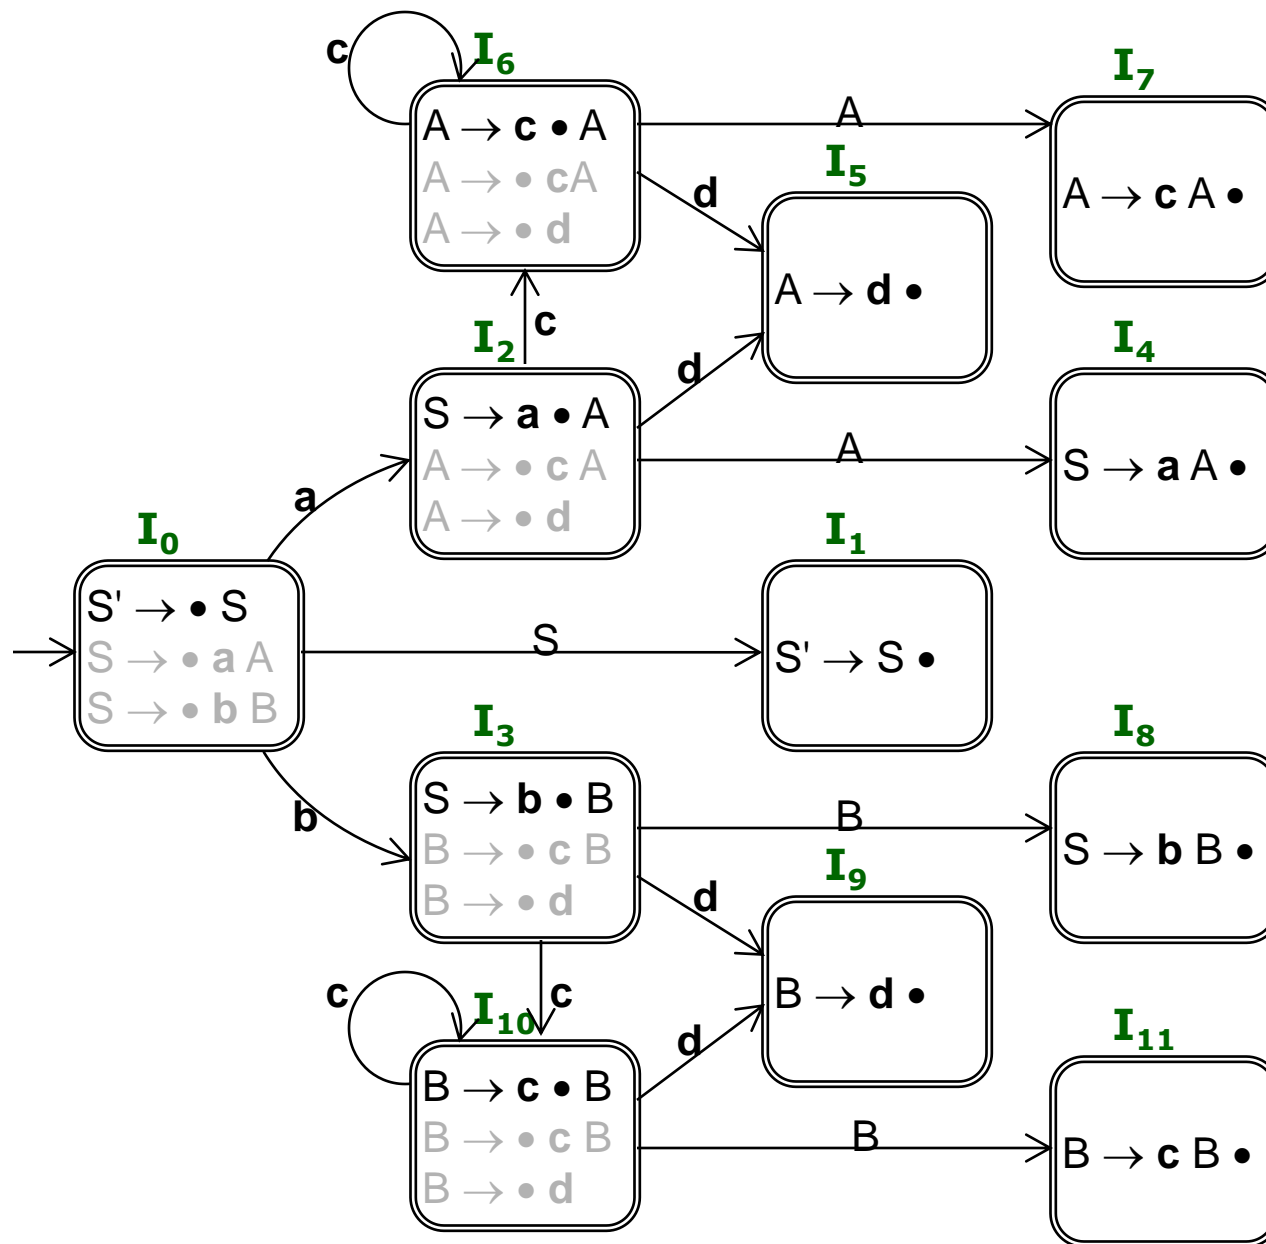 c
I6
A → c • A
A → • cA
A → • d
A
I7
A → c A •
d
I5
A → d •
c
I2
S → a • A
A → • c A
A → • d
d
A
I4
S → a A •
a
I0
S' → • S
S → • a A
S → • b B
S
I1
S' → S •
b
I3
S → b • B
B → • c B
B → • d
B
I8
S → b B •
d
I9
B → d •
c
c
I10
B → c • B
B → • c B
B → • d
d
B
I11
B → c B •